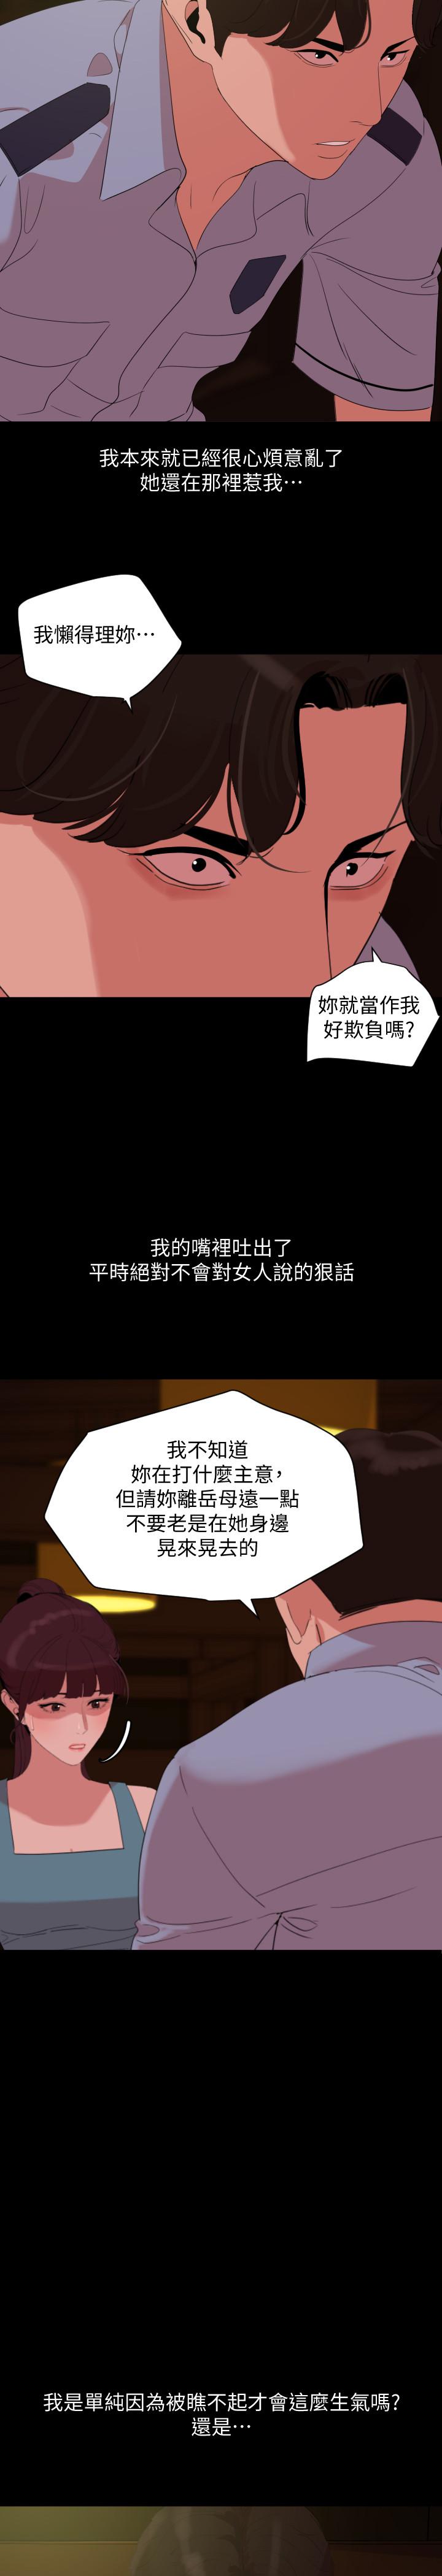 我本來就已經很心煩意亂了
她還在那裡惹我…
我懶得理妳…
妳就當作我
好欺負嗎?
我的嘴裡吐出了
平時絕對不會對女人說的狠話
我不知道
妳在打什麼主意,
但請妳離岳母遠一點
不要老是在她身邊
晃來晃去的
我是單純因為被瞧不起才會這麼生氣嗎?
還是…